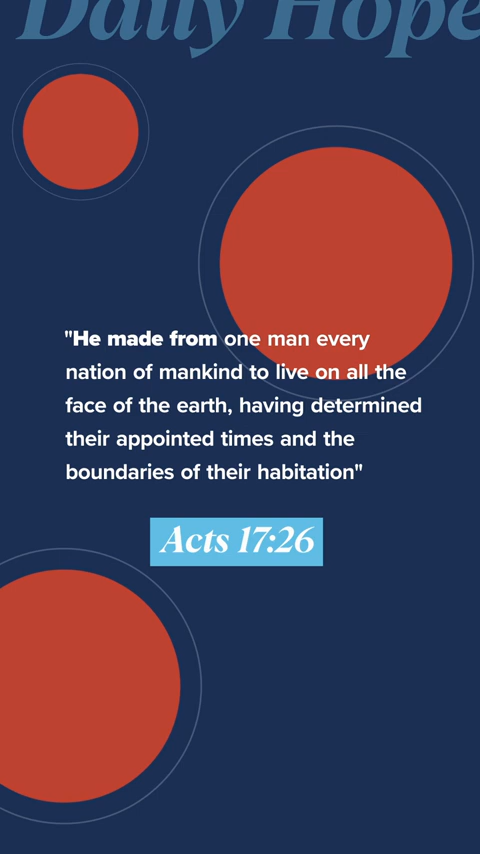 Daily Hope
"He made from one man every
nation of mankind to live on all the
face of the earth, having determined
their appointed times and the
boundaries of their habitation"
Acts 17:26